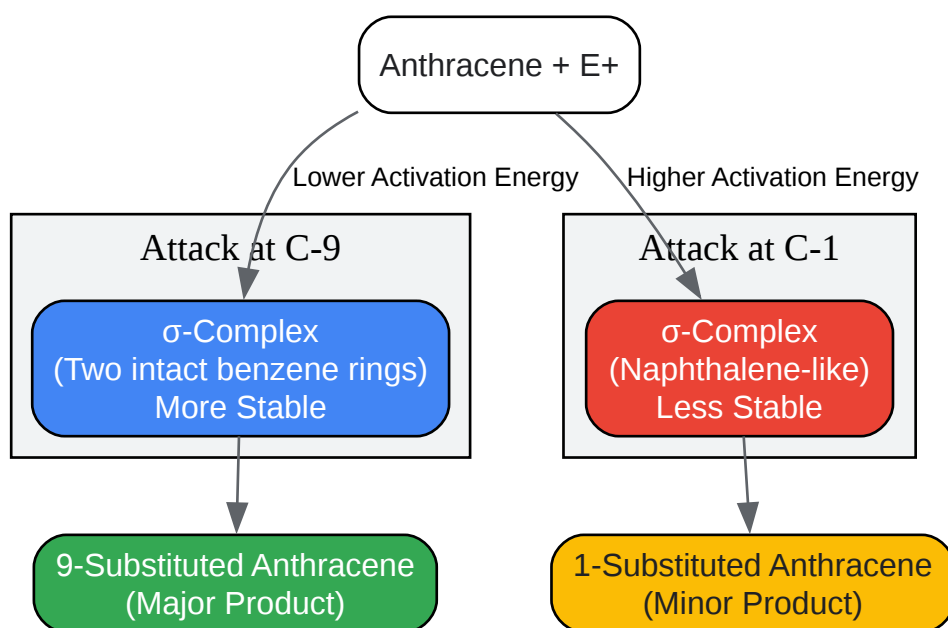 Anthracene + E+
Lower Activation Energy
Higher Activation Energy
Attack at C-9
Attack at C-1
σ-Complex
(Two intact benzene rings)
More Stable
σ-Complex
(Naphthalene-like)
Less Stable
9-Substituted Anthracene
(Major Product)
1-Substituted Anthracene
(Minor Product)